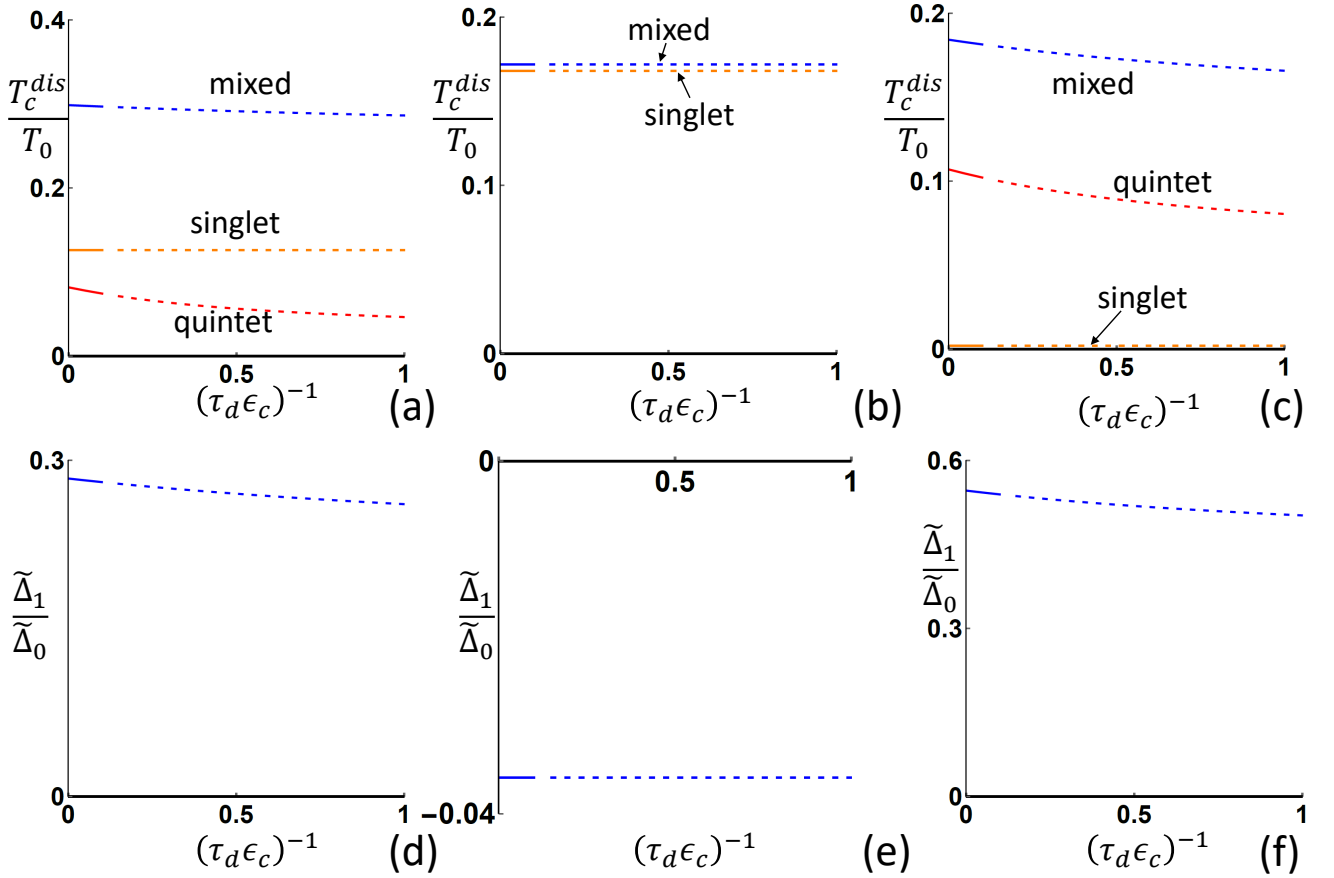 0.4
T_c^{dis}
T_0
mixed
0.2
singlet
quintet
0
0
0.5
1
(τ_d ϵ_c)^{−1}
(a)
0.2
mixed
T_c^{dis}
T_0
singlet
0.1
0
0
0.5
1
(τ_d ϵ_c)^{−1}
(b)
0.2
T_c^{dis}
T_0
mixed
0.1
quintet
singlet
0
0
0.5
1
(τ_d ϵ_c)^{−1}
(c)
0.3
Δ̃_1
Δ̃_0
0
0
0.5
1
(τ_d ϵ_c)^{−1}
(d)
0
0.5
1
Δ̃_1
Δ̃_0
−0.04
(τ_d ϵ_c)^{−1}
(e)
0.6
Δ̃_1
Δ̃_0
0.3
0
0
0.5
1
(τ_d ϵ_c)^{−1}
(f)